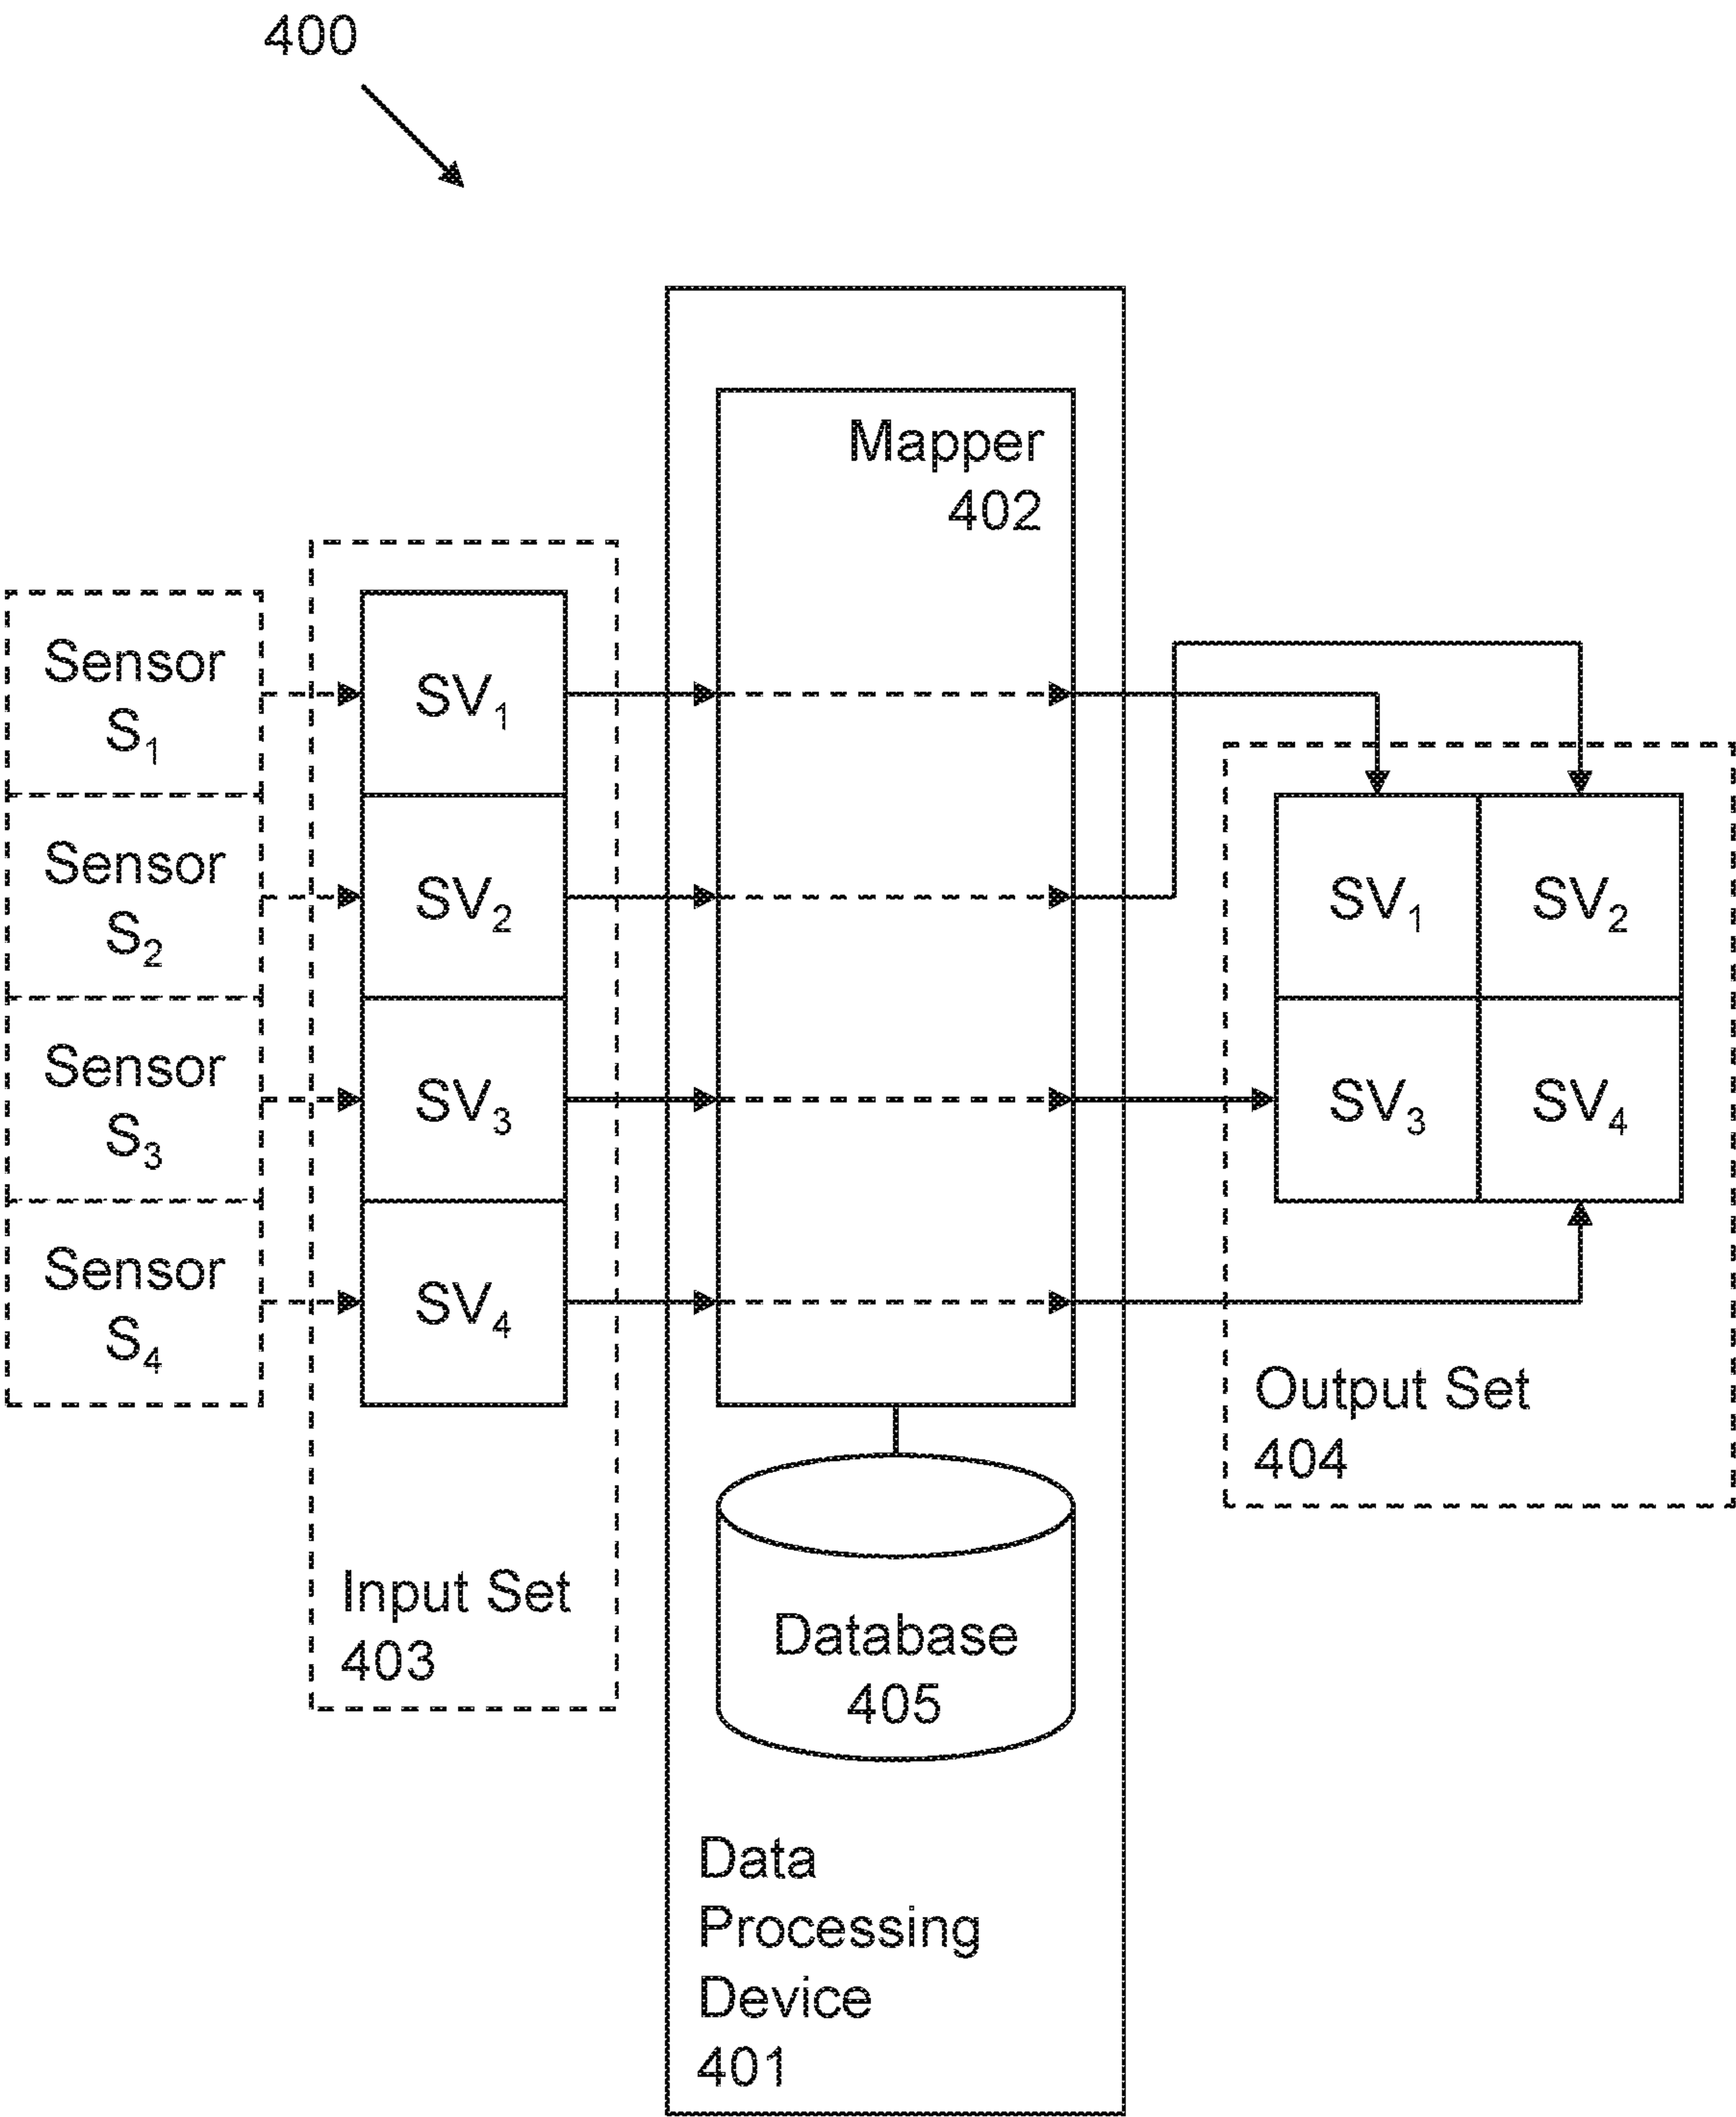 400
Mapper
402
Sensor
S₁
Sensor
S₂
Sensor
S₃
Sensor
S₄
SV₁
SV₂
SV₃
SV₄
Input Set
403
SV₁ SV₂
SV₃ SV₄
Output Set
404
Database
405
Data
Processing
Device
401